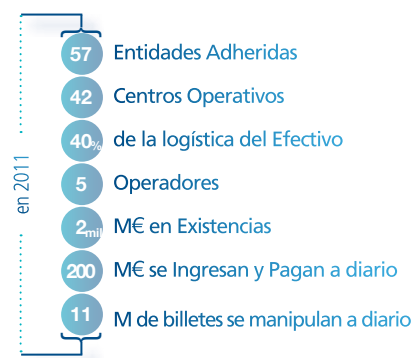 en 2011
57 Entidades Adheridas
42 Centros Operativos
40% de la logística del Efectivo
5 Operadores
2mil M€ en Existencias
200 M€ se Ingresan y Pagan a diario
11 M de billetes se manipulan a diario